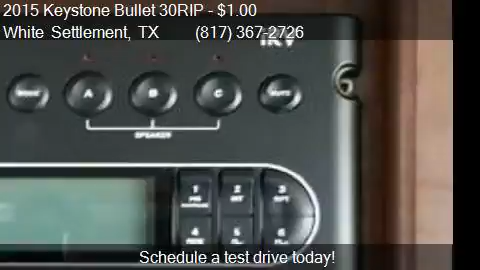 2015 Keystone Bullet 30RIP - $1.00
White Settlement, TX (817) 367-2726
A B C
SPEAKER
1 2 3
4 5 6
Schedule a test drive today!